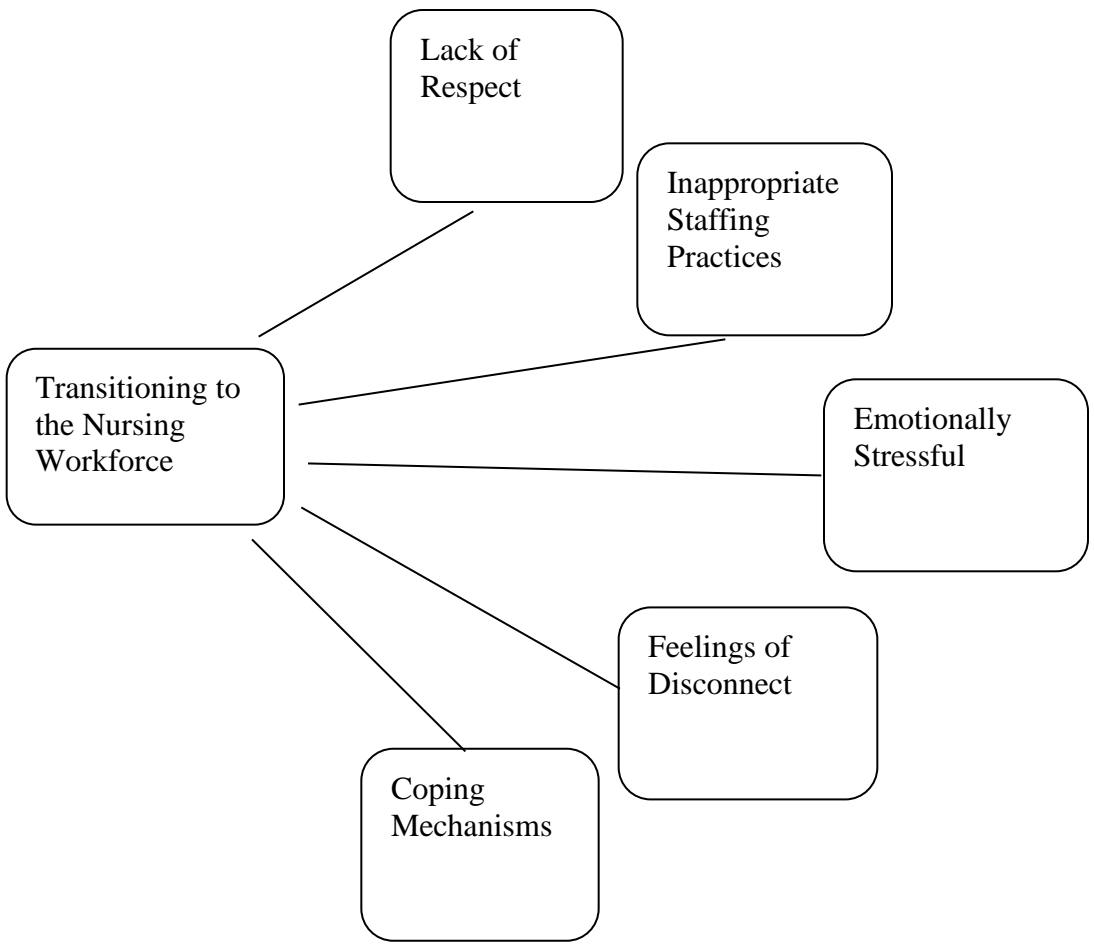 Lack of
Respect
Inappropriate
Staffing
Practices
Transitioning to
the Nursing
Workforce
Emotionally
Stressful
Feelings of
Disconnect
Coping
Mechanisms